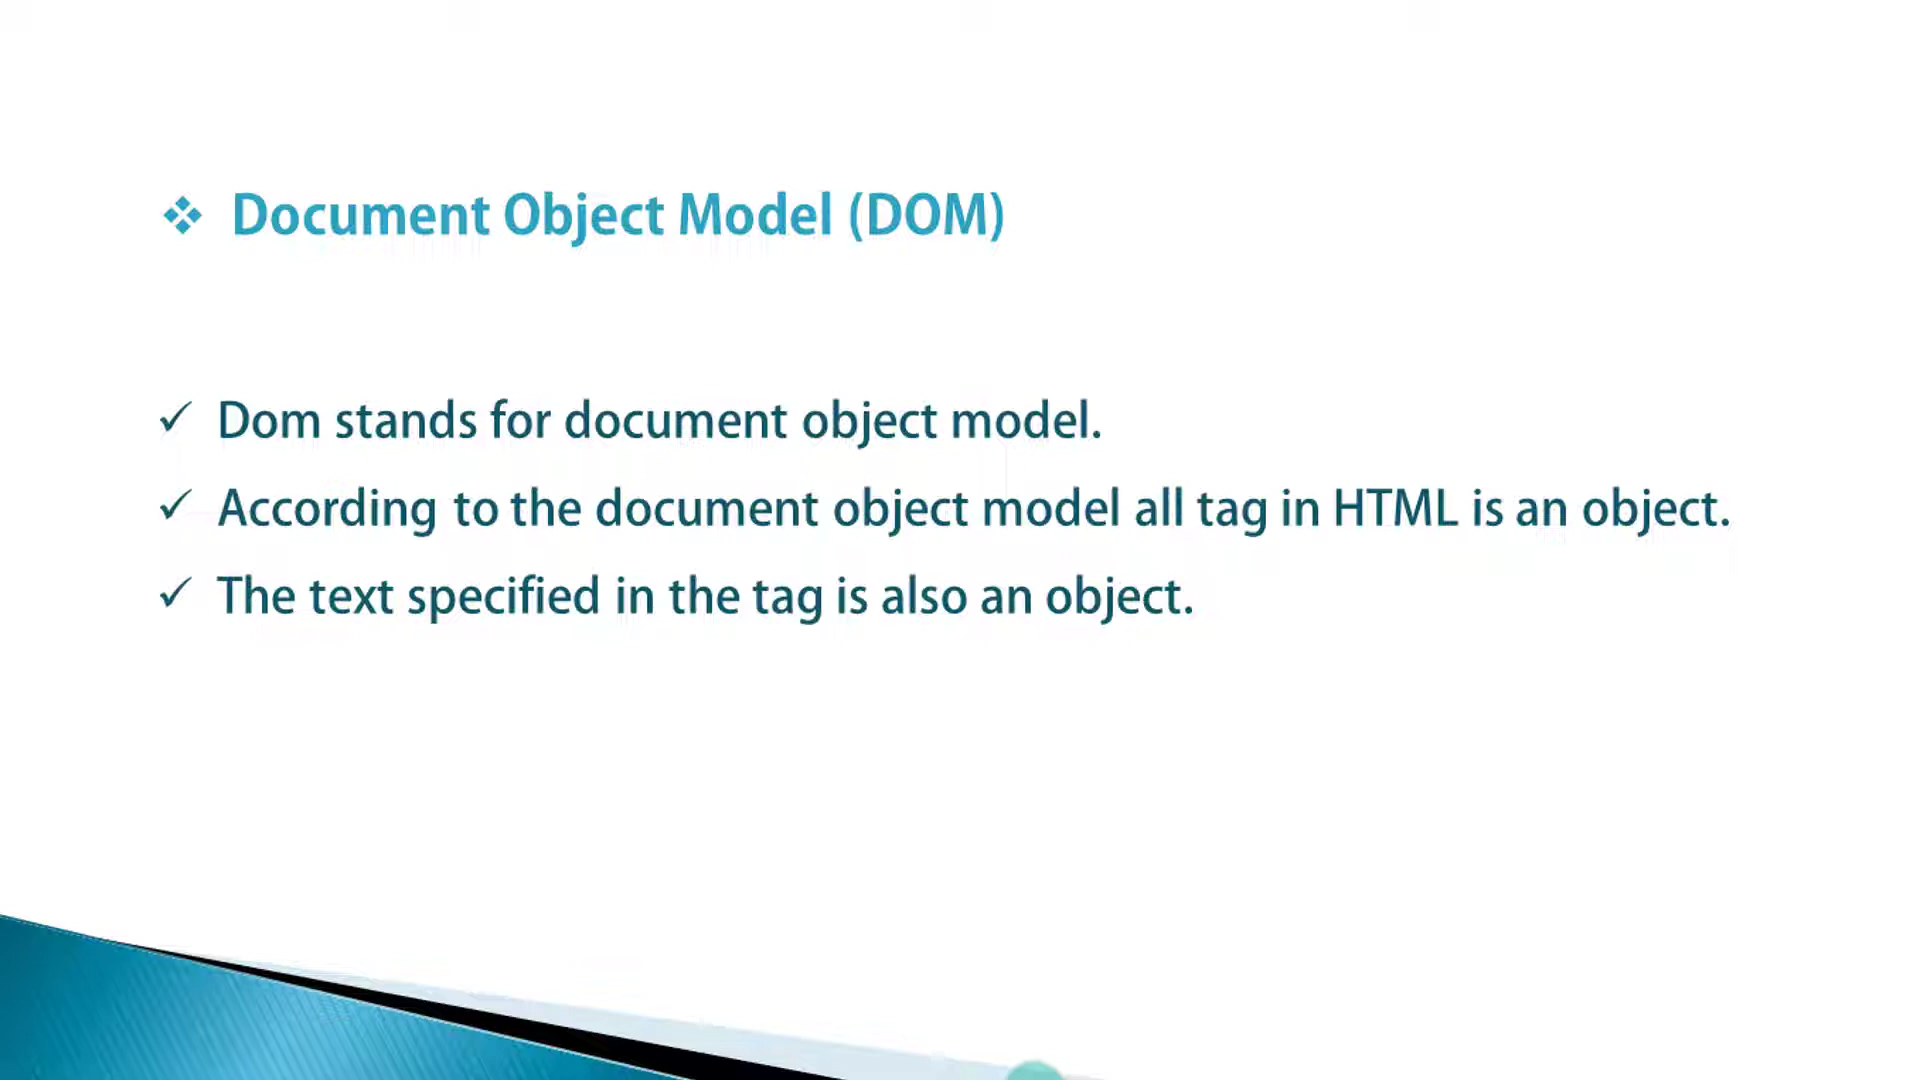 ❖ Document Object Model (DOM)
✓ Dom stands for document object model.
✓ According to the document object model all tag in HTML is an object.
✓ The text specified in the tag is also an object.